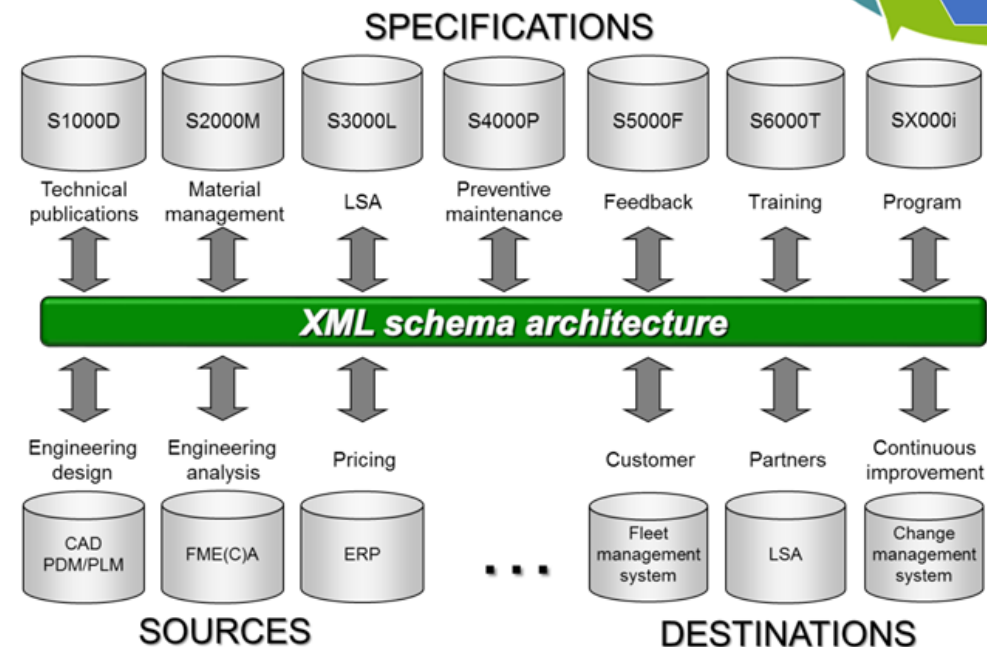 SPECIFICATIONS
S1000D
S2000M
S3000L
S4000P
S5000F
S6000T
SX000i
Technical
publications
Material
management
LSA
Preventive
maintenance
Feedback
Training
Program
XML schema architecture
Engineering
design
Engineering
analysis
Pricing
Customer
Partners
Continuous
improvement
CAD
PDM/PLM
FME(C)A
ERP
...
Fleet
management
system
LSA
Change
management
system
SOURCES
DESTINATIONS